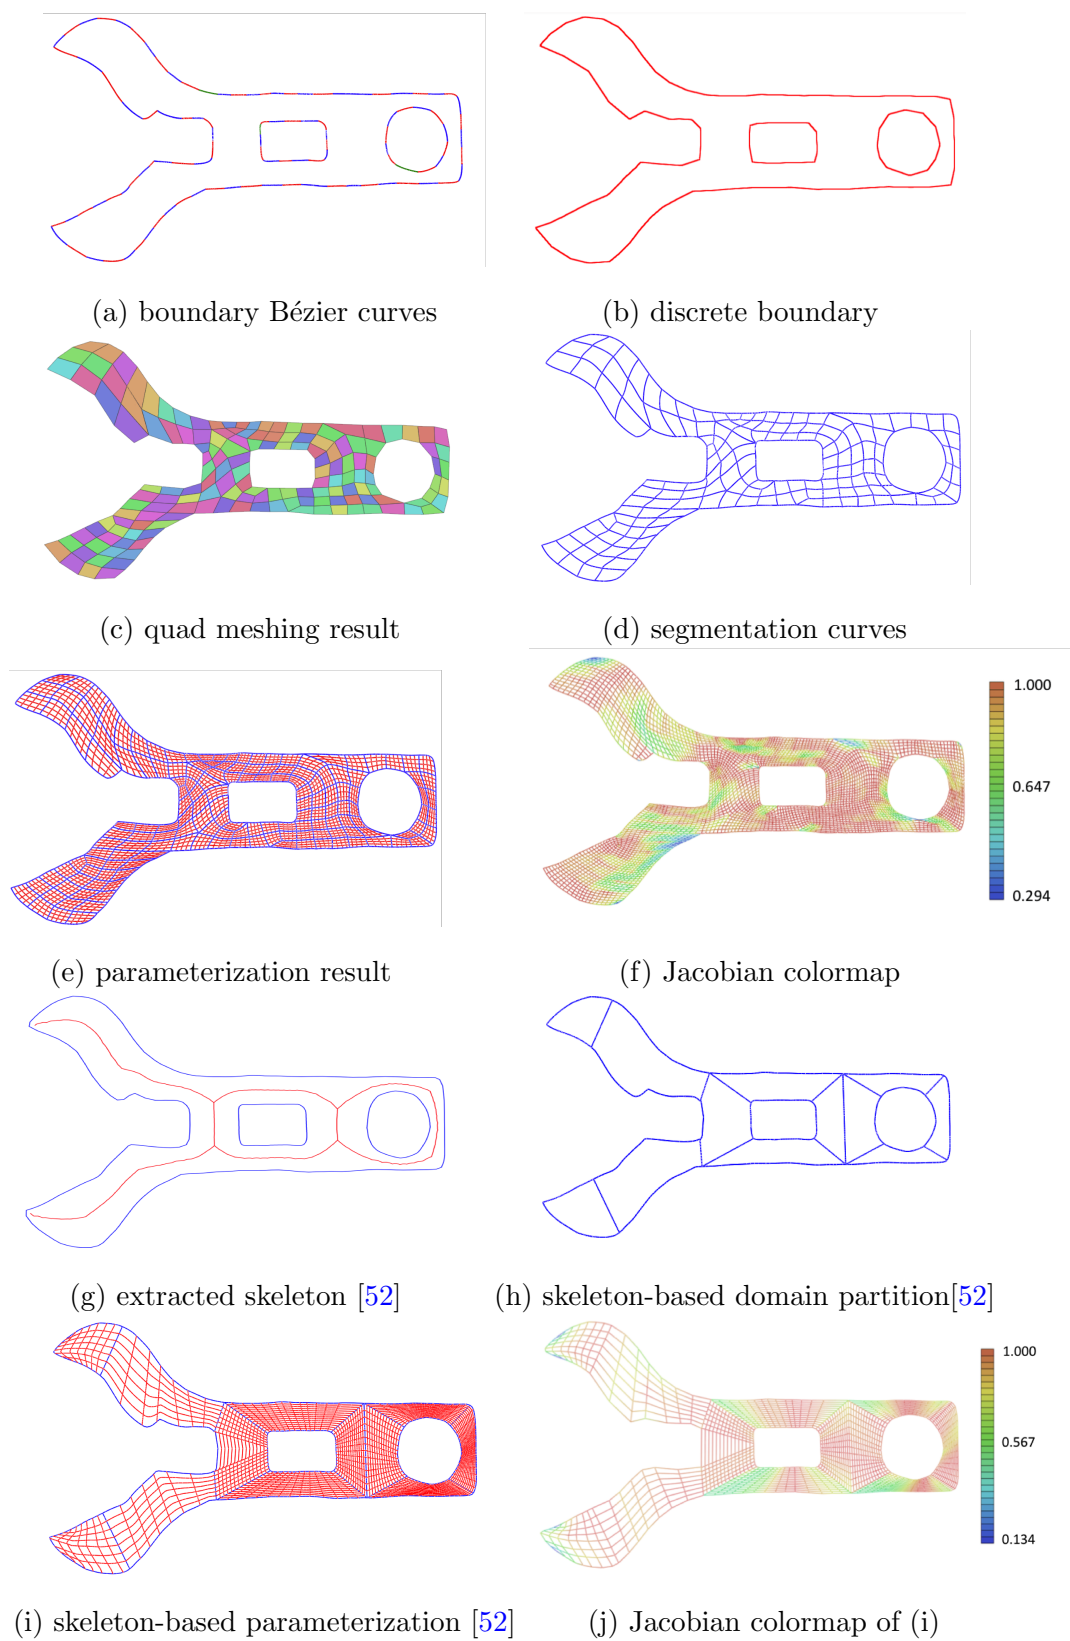 (a) boundary Bézier curves
(b) discrete boundary
(c) quad meshing result
(d) segmentation curves
1.000
0.647
0.294
(e) parameterization result
(f) Jacobian colormap
(g) extracted skeleton [52]
(h) skeleton-based domain partition[52]
1.000
0.567
0.134
(i) skeleton-based parameterization [52]
(j) Jacobian colormap of (i)